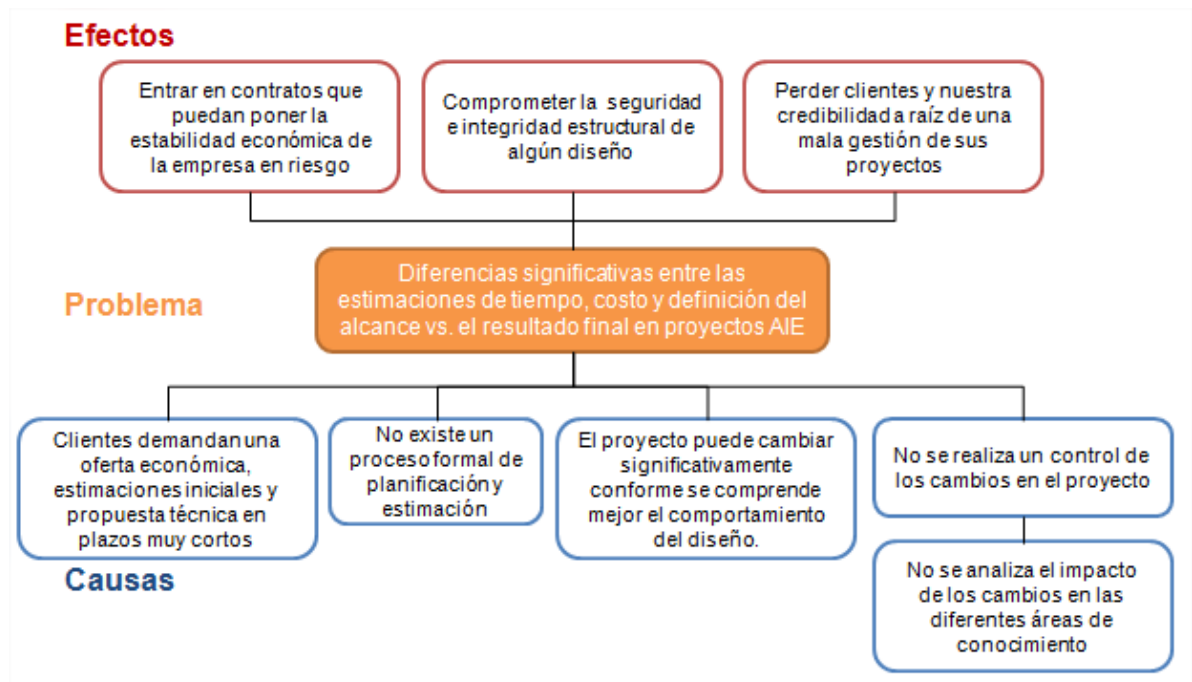 Efectos
Entrar en contratos que
puedan poner la
estabilidad económica de
la empresa en riesgo
Comprometer la seguridad
e integridad estructural de
algún diseño
Perder clientes y nuestra
credibilidad a raíz de una
mala gestión de sus
proyectos
Problema
Diferencias significativas entre las
estimaciones de tiempo, costo y definición del
alcance vs. el resultado final en proyectos AIE
Clientes demandan una
oferta económica,
estimaciones iniciales y
propuesta técnica en
plazos muy cortos
No existe un
proceso formal de
planificación y
estimación
El proyecto puede cambiar
significativamente
conforme se comprende
mejor el comportamiento
del diseño.
No se realiza un control de
los cambios en el proyecto
No se analiza el impacto
de los cambios en las
diferentes áreas de
conocimiento
Causas